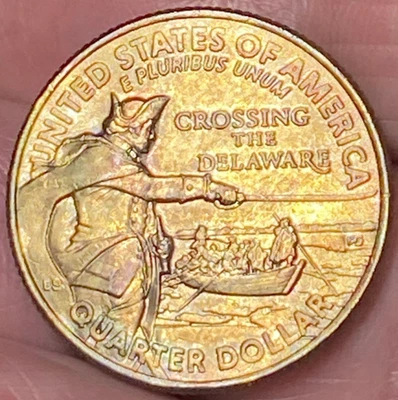 UNITED STATES OF AMERICA
E PLURIBUS UNUM
CROSSING
THE
DELAWARE
QUARTER DOLLAR